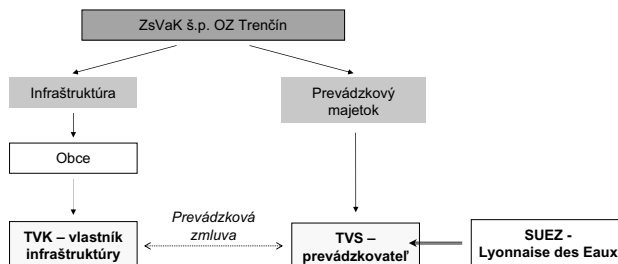 ZsVaK š.p. OZ Trenčín
Infraštruktúra
Prevádzkový
majetok
Obce
Prevádzková
zmluva
TVK – vlastník
infraštruktúry
TVS –
prevádzkovateľ
SUEZ -
Lyonnaise des Eaux